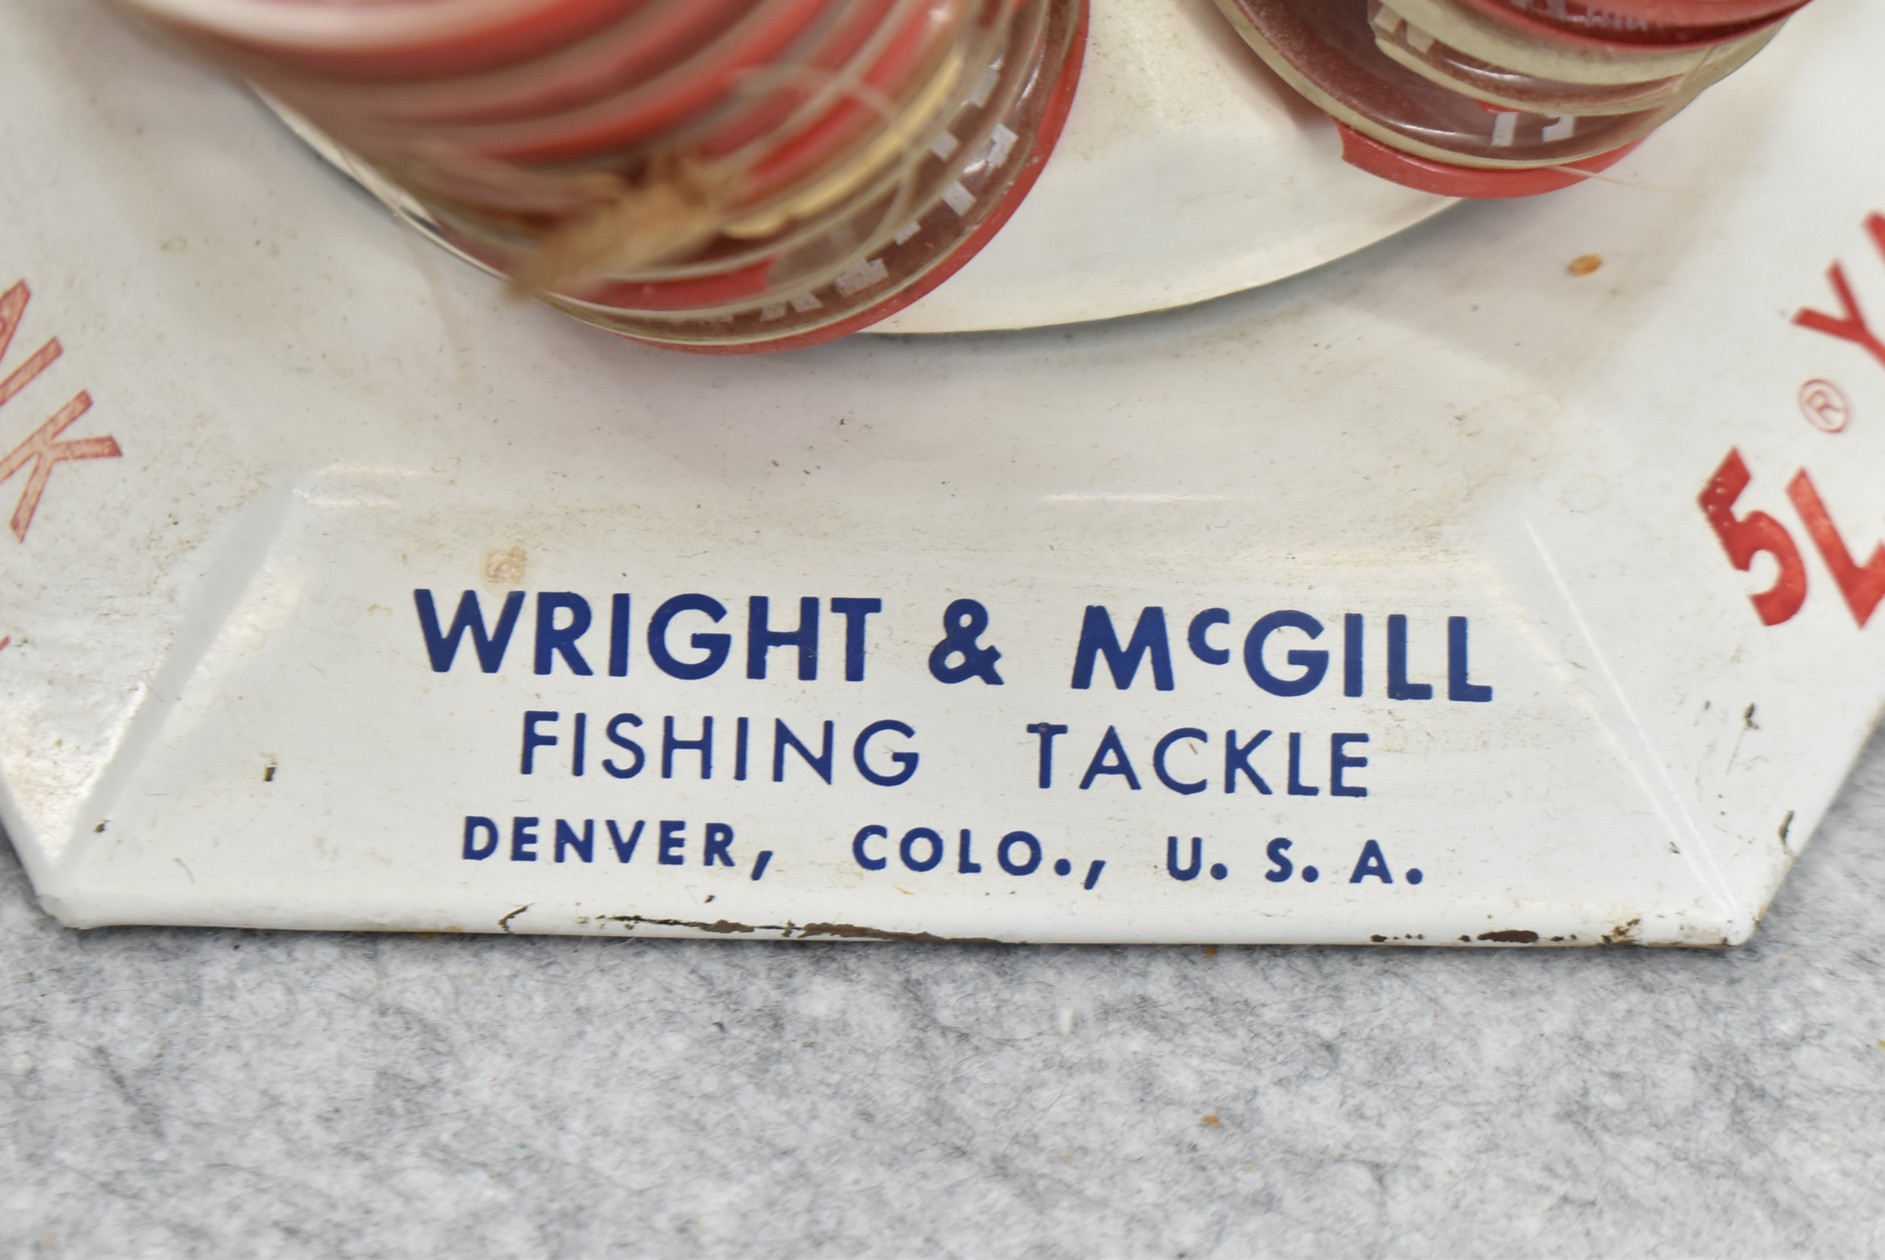 WRIGHT & McGILL
FISHING TACKLE
DENVER, COLO., U. S. A.